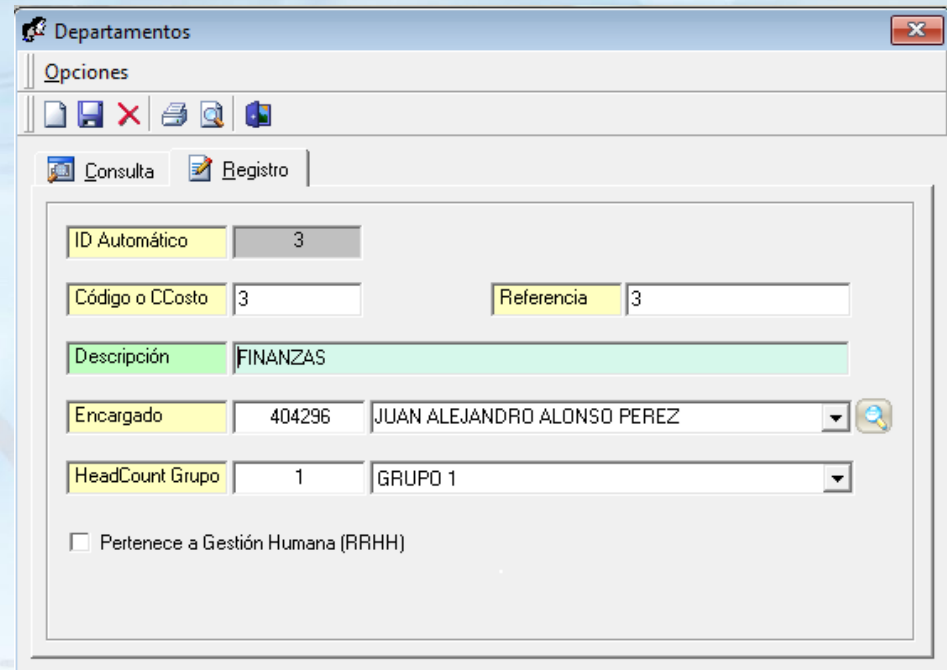 Departamentos
Opciones
Consulta Registro
ID Automático 3
Código o CCosto 3 Referencia 3
Descripción FINANZAS
Encargado 404296 JUAN ALEJANDRO ALONSO PEREZ
HeadCount Grupo 1 GRUPO 1
Pertenece a Gestión Humana (RRHH)